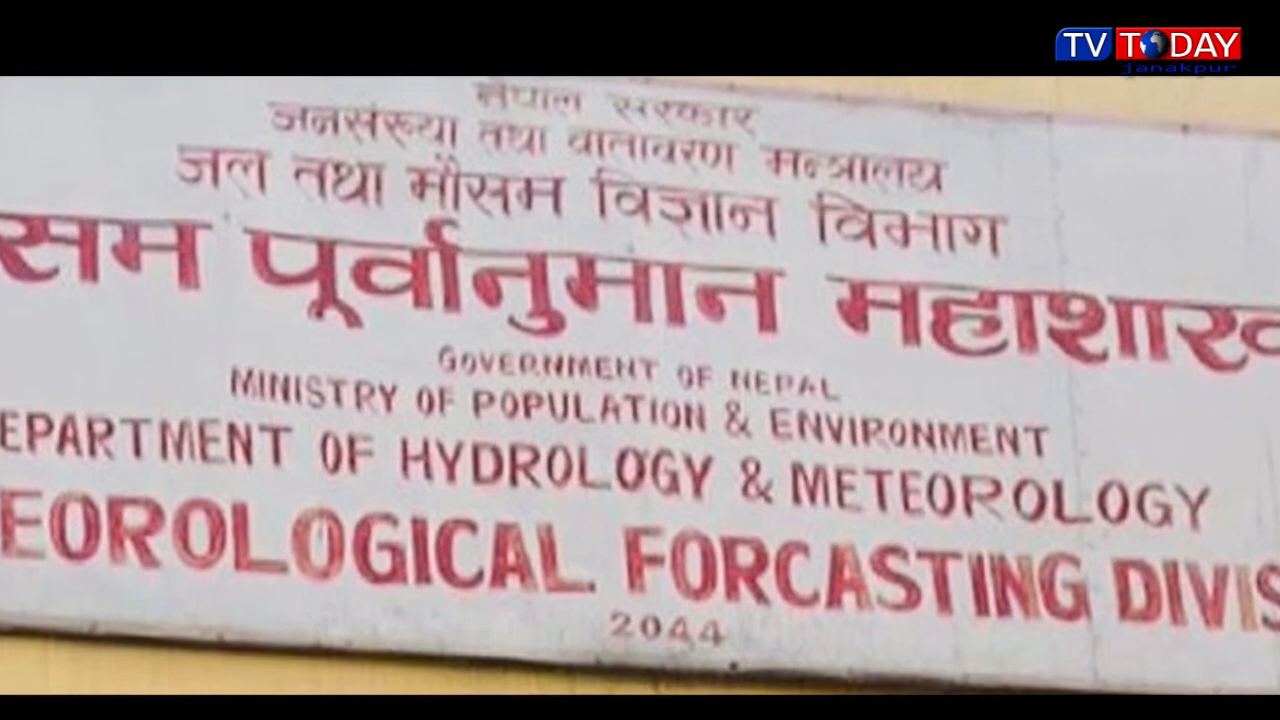 TV TODAY
Janakpur
नेपाल सरकार
जनसंख्या तथा वातावरण मन्त्रालय
जल तथा मौसम विज्ञान विभाग
सम पूर्वानुमान महाशाख
GOVERNMENT OF NEPAL
MINISTRY OF POPULATION & ENVIRONMENT
EPARTMENT OF HYDROLOGY & METEOROLOGY
EOROLOGICAL FORCASTING DIVIS
2044